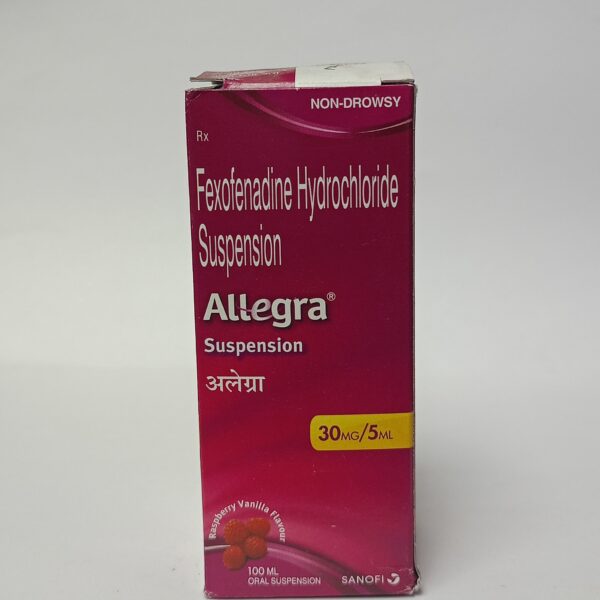 NON-DROWSY
Rx
Fexofenadine Hydrochloride
Suspension
Allegra®
Suspension
अलेग्रा
30MG/5ML
Raspberry Vanilla Flavour
100 ML
ORAL SUSPENSION
SANOFI